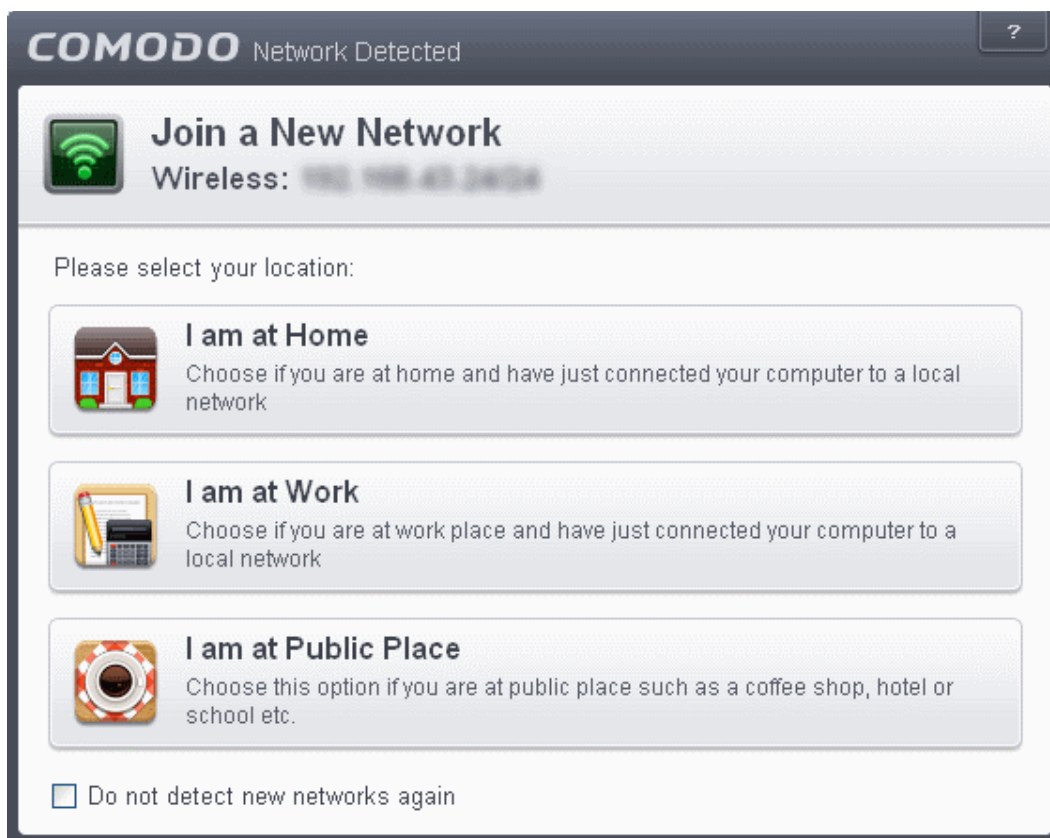 COMODO Network Detected
?
Join a New Network
Wireless:
Please select your location:
I am at Home
Choose if you are at home and have just connected your computer to a local
network
I am at Work
Choose if you are at work place and have just connected your computer to a
local network
I am at Public Place
Choose this option if you are at public place such as a coffee shop, hotel or
school etc.
Do not detect new networks again